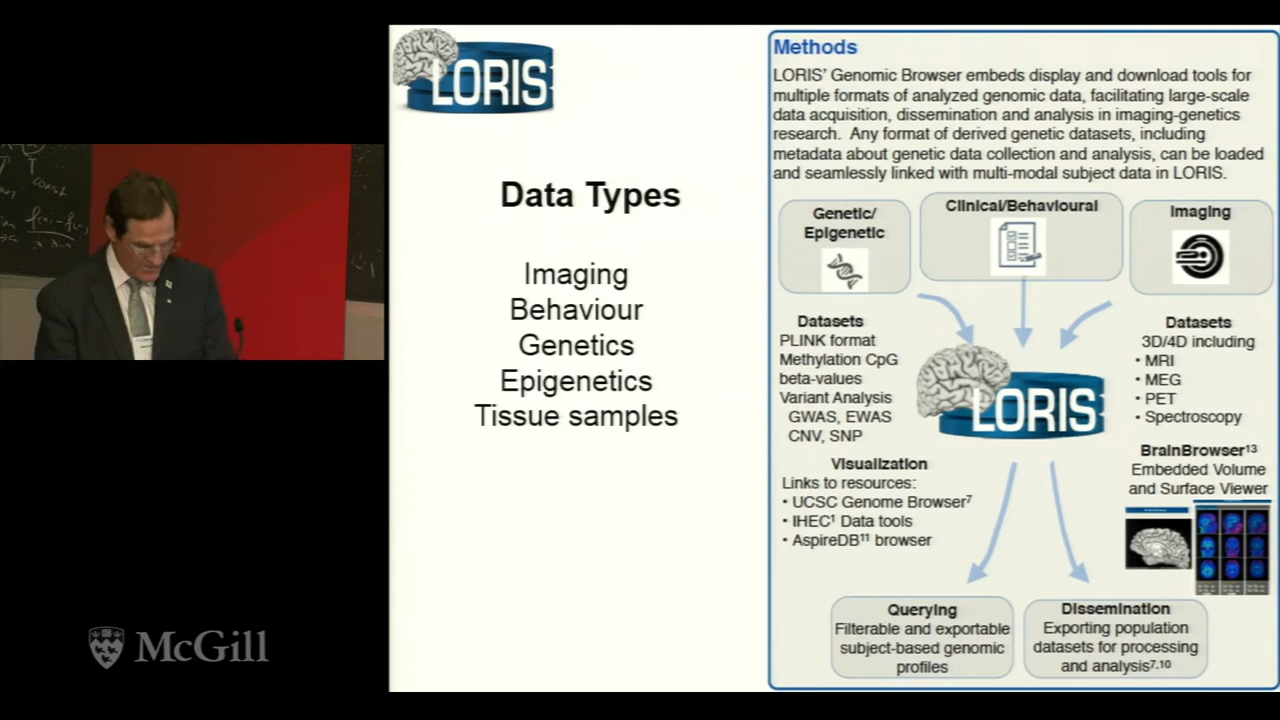 LORIS
Data Types
Imaging
Behaviour
Genetics
Epigenetics
Tissue samples
Methods
LORIS' Genomic Browser embeds display and download tools for
multiple formats of analyzed genomic data, facilitating large-scale
data acquisition, dissemination and analysis in imaging-genetics
research. Any format of derived genetic datasets, including
metadata about genetic data collection and analysis, can be loaded
and seamlessly linked with multi-modal subject data in LORIS.
Genetic/
Epigenetic
Clinical/Behavioural
Imaging
Datasets
PLINK format
Methylation CpG
beta-values
Variant Analysis
GWAS, EWAS
CNV, SNP
Visualization
Links to resources:
• UCSC Genome Browser7
• IHEC1 Data tools
• AspireDB11 browser
LORIS
Datasets
3D/4D including
• MRI
• MEG
• PET
• Spectroscopy
BrainBrowser13
Embedded Volume
and Surface Viewer
Querying
Filterable and exportable
subject-based genomic
profiles
Dissemination
Exporting population
datasets for processing
and analysis7,10
McGill